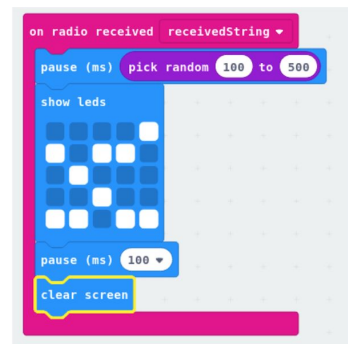 on radio received receivedString
pause (ms) pick random 100 to 500
show leds
pause (ms) 100
clear screen